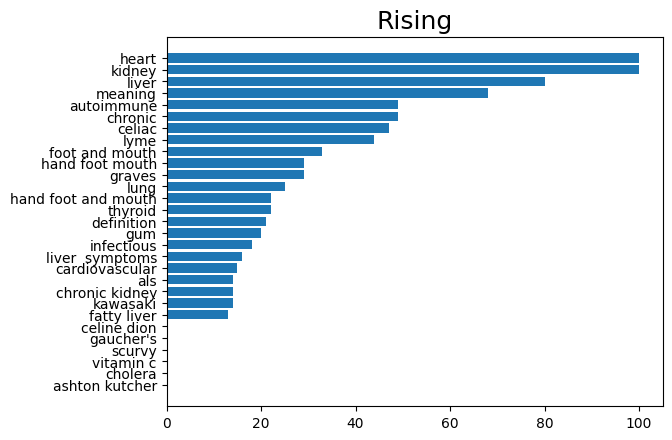 Rising
heart
kidney
liver
meaning
autoimmune
chronic
celiac
lyme
foot and mouth
hand foot mouth
graves
lung
hand foot and mouth
thyroid
definition
gum
infectious
liver  symptoms
cardiovascular
als
chronic kidney
kawasaki
fatty liver
celine dion
gaucher's
scurvy
vitamin c
cholera
ashton kutcher
0 20 40 60 80 100